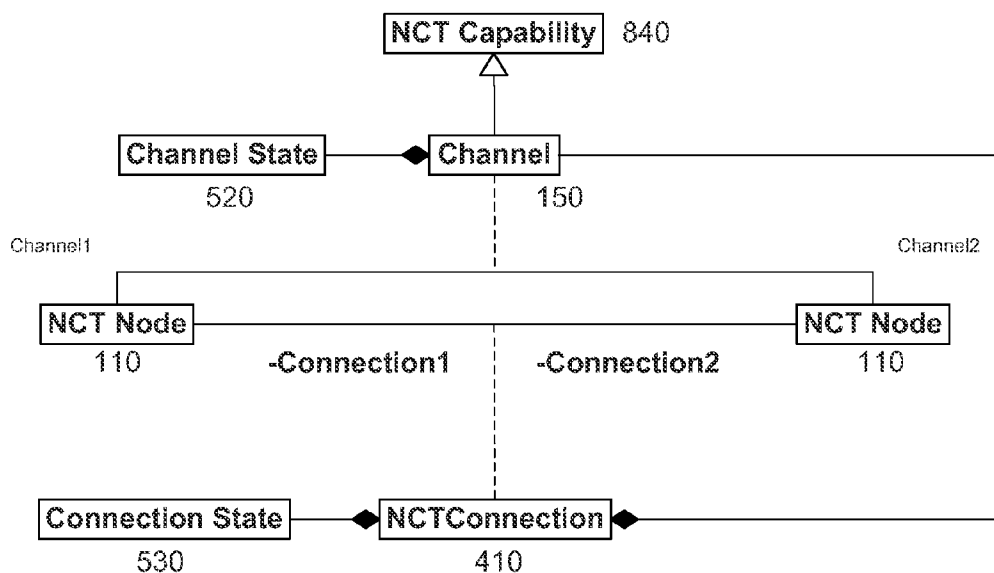 NCT Capability 840
Channel State Channel
520 150
Channel1 Channel2
NCT Node NCT Node
110 110
-Connection1 -Connection2
Connection State NCTConnection
530 410